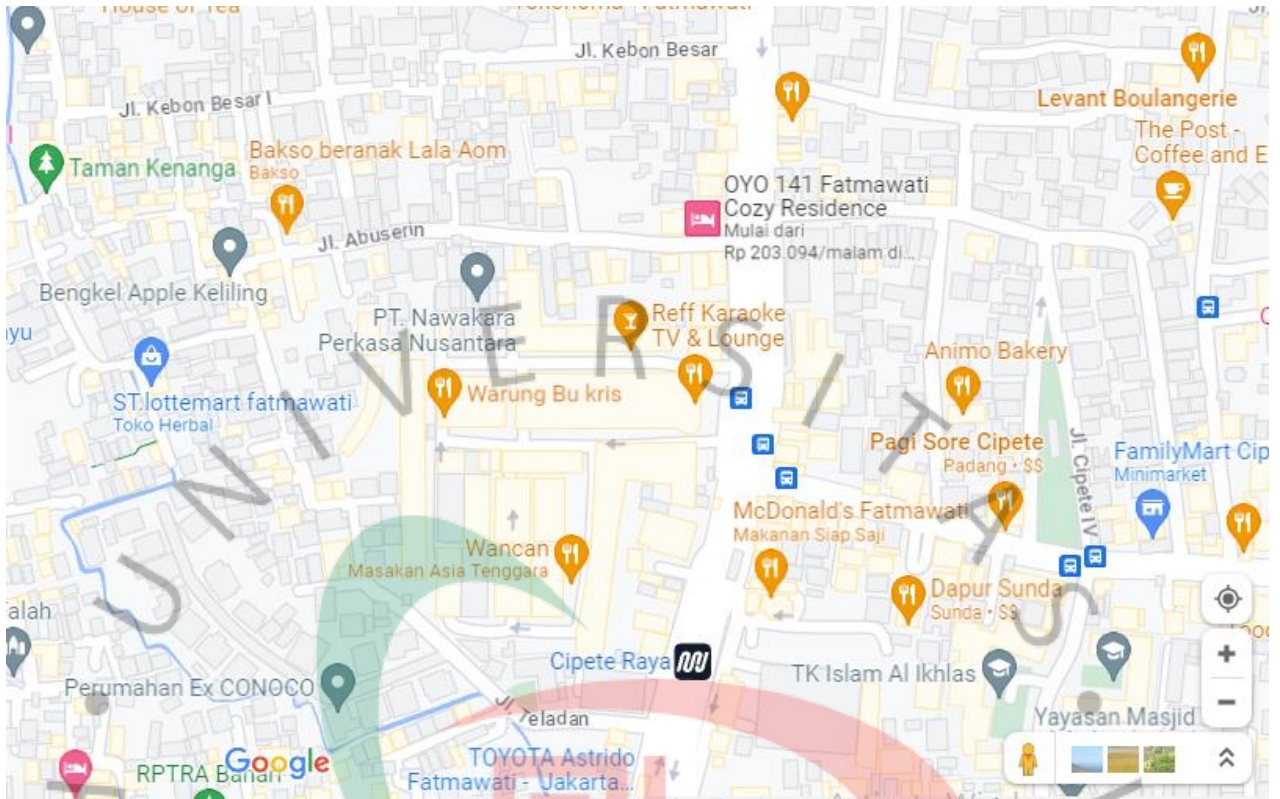 House of Tea
Jl. Kebon Besar
Jl. Kebon Besar I
Levant Boulangerie
The Post -
Coffee and E
Taman Kenanga
Bakso beranak Lala Aom
Bakso
OYO 141 Fatmawati
Cozy Residence
Mulai dari
Rp 203.094/malam di...
Jl. Abuserin
Bengkel Apple Keliling
PT. Nawakara
Perkasa Nusantara
Reff Karaoke
TV & Lounge
Animo Bakery
Warung Bu kris
ST.lottemart fatmawati
Toko Herbal
Pagi Sore Cipete
Padang • $$
Jl. Cipete IV
FamilyMart Cip
Minimarket
McDonald's Fatmawati
Makanan Siap Saji
Wancan
Masakan Asia Tenggara
Dapur Sunda
Sunda • $$
Cipete Raya
TK Islam Al Ikhlas
Perumahan Ex CONOCO
Jl. Teladan
Yayasan Masjid
Google
TOYOTA Astrido
Fatmawati - Jakarta...
UNIVERSITAS